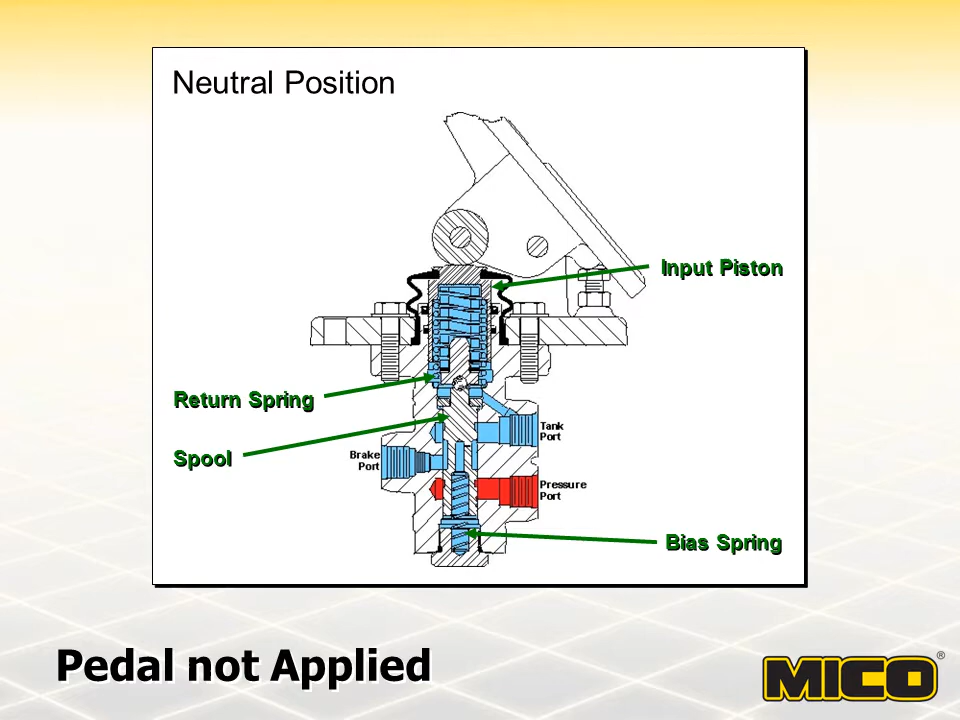 Neutral Position
Input Piston
Return Spring
Spool
Tank
Port
Brake
Port
Pressure
Port
Bias Spring
Pedal not Applied
MICO®